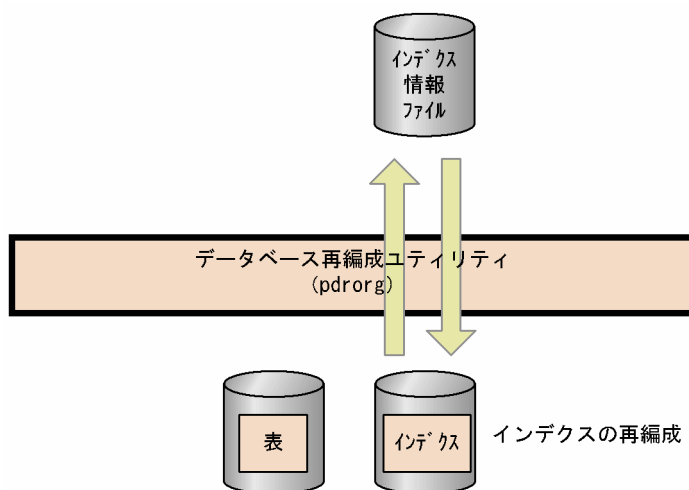 ｲﾝﾃﾞｸｽ
情報
ﾌｧｲﾙ
データベース再編成ユティリティ
(pdrorg)
表
ｲﾝﾃﾞｸｽ
インデクスの再編成